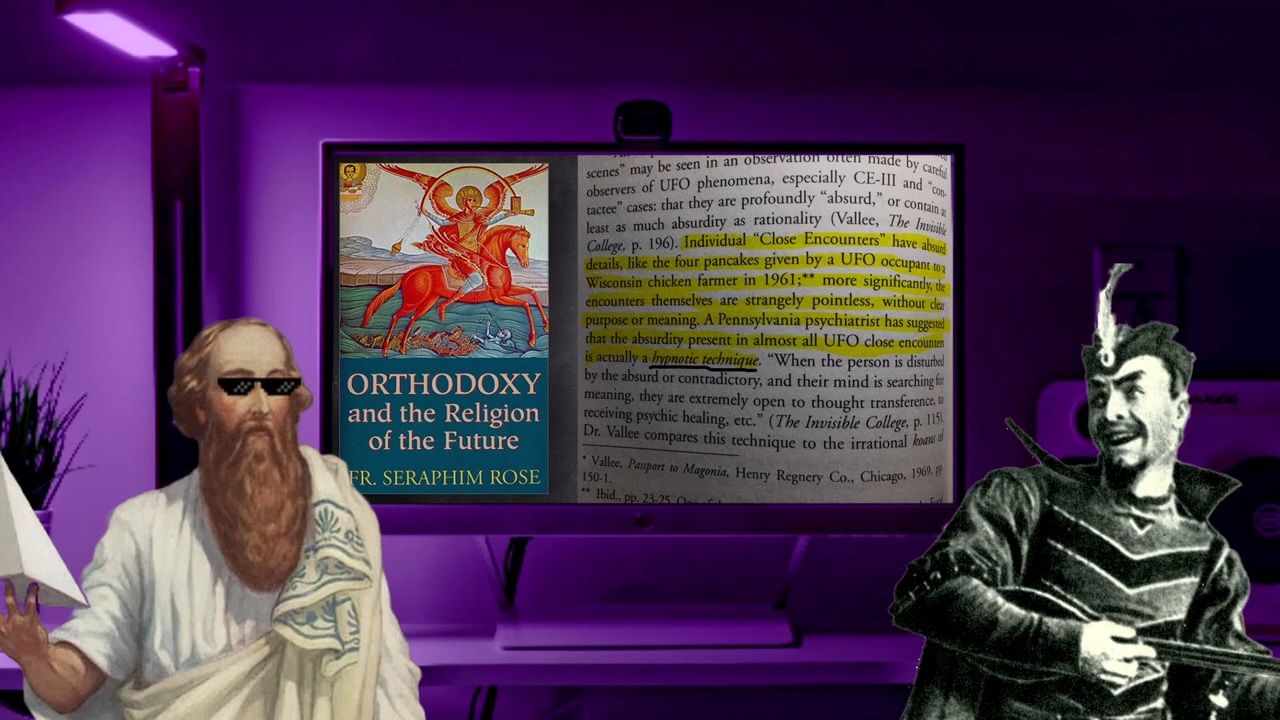 ORTHODOXY
and the Religion
of the Future
FR. SERAPHIM ROSE
scenes” may be seen in an observation often made by careful
observers of UFO phenomena, especially CE-III and “con-
tactee” cases: that they are profoundly “absurd,” or contain at
least as much absurdity as rationality (Vallee, The Invisible
College, p. 196). Individual “Close Encounters” have absurd
details, like the four pancakes given by a UFO occupant to a
Wisconsin chicken farmer in 1961;** more significantly, the
encounters themselves are strangely pointless, without clear
purpose or meaning. A Pennsylvania psychiatrist has suggested
that the absurdity present in almost all UFO close encounters
is actually a hypnotic technique. “When the person is disturbed
by the absurd or contradictory, and their mind is searching for
meaning, they are extremely open to thought transference, to
receiving psychic healing, etc.” (The Invisible College, p. 115).
Dr. Vallee compares this technique to the irrational koans of
* Vallee, Passport to Magonia, Henry Regnery Co., Chicago, 1969, pp.
150-1.
** Ibid., pp. 23-25.
Audio